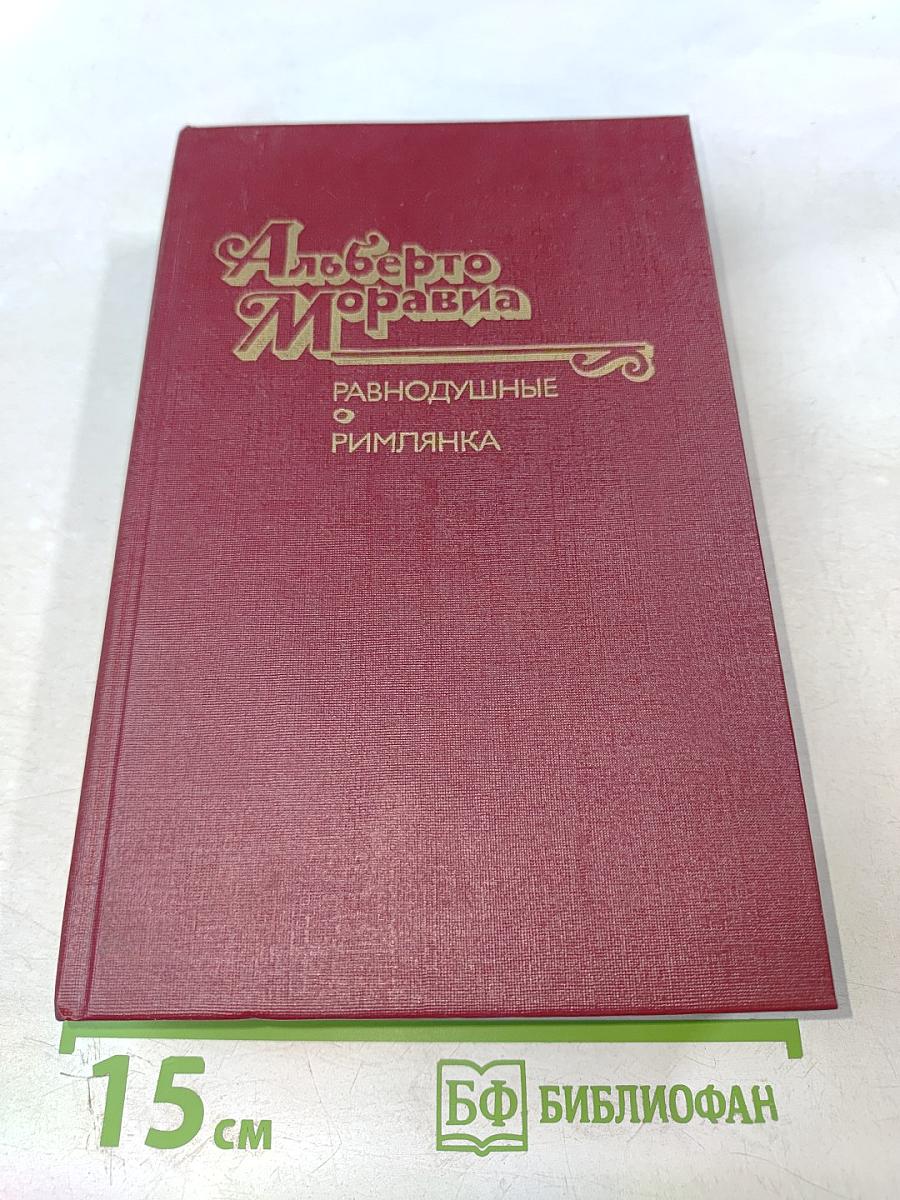 Альберто
Моравиа
РАВНОДУШНЫЕ
РИМЛЯНКА
15 см
БФ БИБЛИОФАН